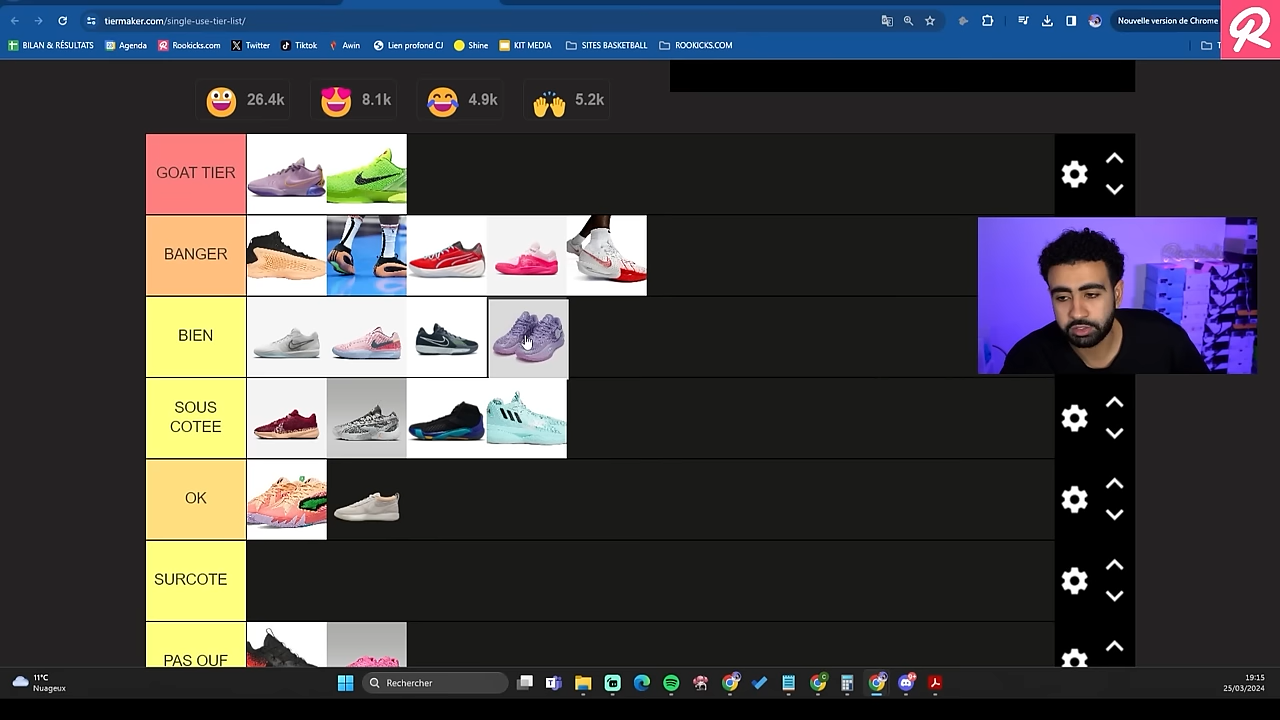 tiermaker.com/single-use-tier-list/
Nouvelle version de Chrome
R
BILAN & RÉSULTATS
Agenda
Rookicks.com
Twitter
Tiktok
Awin
Lien profond CJ
Shine
KIT MEDIA
SITES BASKETBALL
ROOKICKS.COM
26.4k
8.1k
4.9k
5.2k
GOAT TIER
BANGER
BIEN
SOUS
COTEE
OK
SURCOTE
PAS OUF
11°C
Nuageux
Rechercher
19:15
25/03/2024